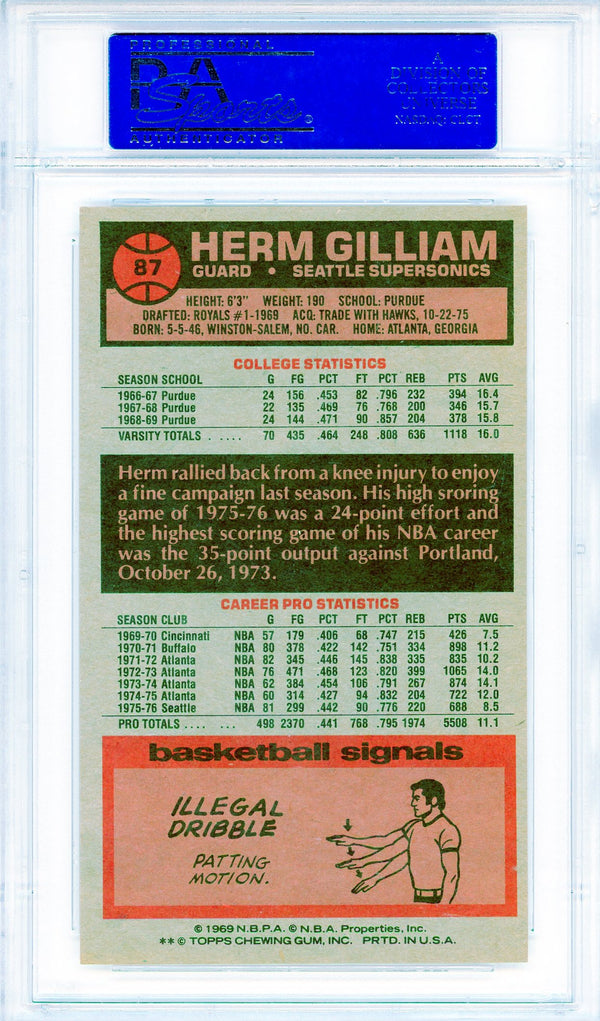 PROFESSIONAL
PSA
Sports®
AUTHENTICATOR
A
DIVISION OF
COLLECTORS
UNIVERSE
NASDAQ: CLCT
87
HERM GILLIAM
GUARD • SEATTLE SUPERSONICS
HEIGHT: 6'3" WEIGHT: 190 SCHOOL: PURDUE
DRAFTED: ROYALS #1-1969 ACQ: TRADE WITH HAWKS, 10-22-75
BORN: 5-5-46, WINSTON-SALEM, NO. CAR. HOME: ATLANTA, GEORGIA
COLLEGE STATISTICS
SEASON SCHOOL G FG PCT FT PCT REB PTS AVG
1966-67 Purdue 24 156 .453 82 .796 232 394 16.4
1967-68 Purdue 22 135 .469 76 .768 200 346 15.7
1968-69 Purdue 24 144 .471 90 .857 204 378 15.8
VARSITY TOTALS . .... 70 435 .464 248 .808 636 1118 16.0
Herm rallied back from a knee injury to enjoy
a fine campaign last season. His high sroring
game of 1975-76 was a 24-point effort and
the highest scoring game of his NBA career
was the 35-point output against Portland,
October 26, 1973.
CAREER PRO STATISTICS
SEASON CLUB G FG PCT FT PCT REB PTS AVG
1969-70 Cincinnati NBA 57 179 .406 68 .747 215 426 7.5
1970-71 Buffalo NBA 80 378 .422 142 .751 334 898 11.2
1971-72 Atlanta NBA 82 345 .446 145 .838 335 835 10.2
1972-73 Atlanta NBA 76 471 .468 123 .820 399 1065 14.0
1973-74 Atlanta NBA 62 384 .454 106 .791 267 874 14.1
1974-75 Atlanta NBA 60 314 .427 94 .832 204 722 12.0
1975-76 Seattle NBA 81 299 .442 90 .776 220 688 8.5
PRO TOTALS .... ... 498 2370 .441 768 .795 1974 5508 11.1
basketball signals
ILLEGAL
DRIBBLE
PATTING
MOTION.
© 1969 N.B.P.A. © N.B.A. Properties, Inc.
** © TOPPS CHEWING GUM, INC. PRTD. IN U.S.A.